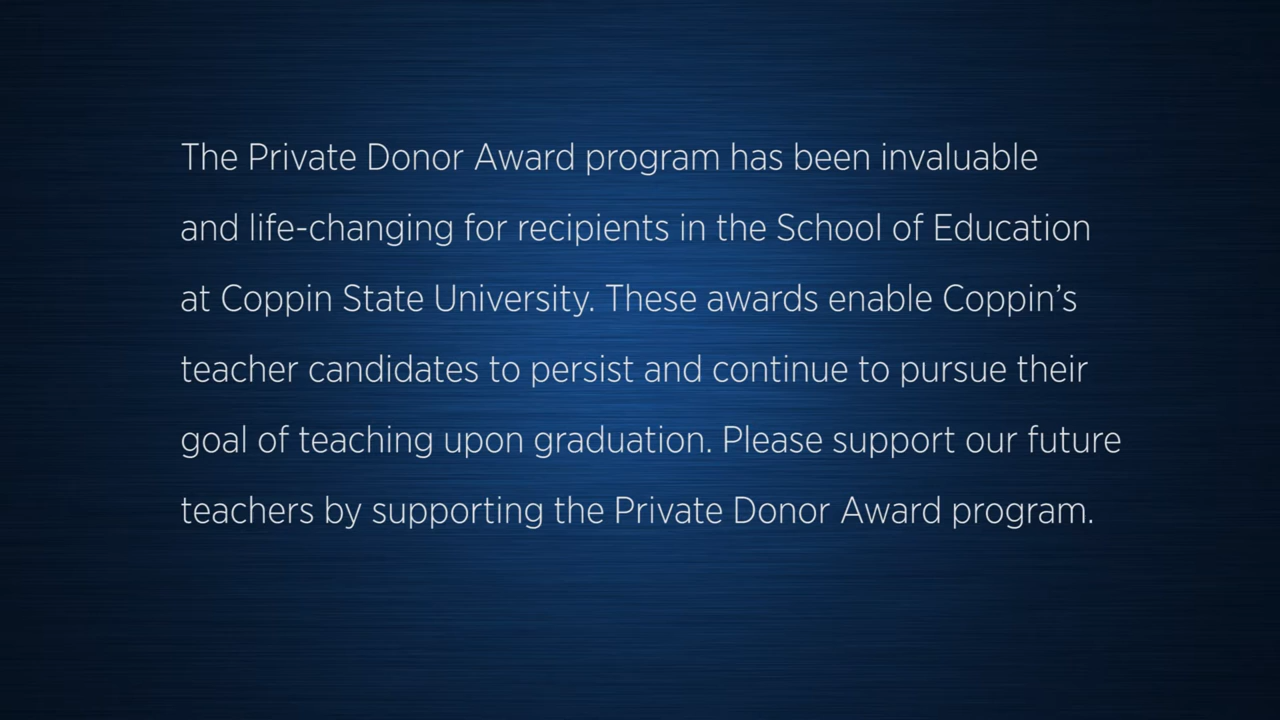 The Private Donor Award program has been invaluable
and life-changing for recipients in the School of Education
at Coppin State University. These awards enable Coppin’s
teacher candidates to persist and continue to pursue their
goal of teaching upon graduation. Please support our future
teachers by supporting the Private Donor Award program.